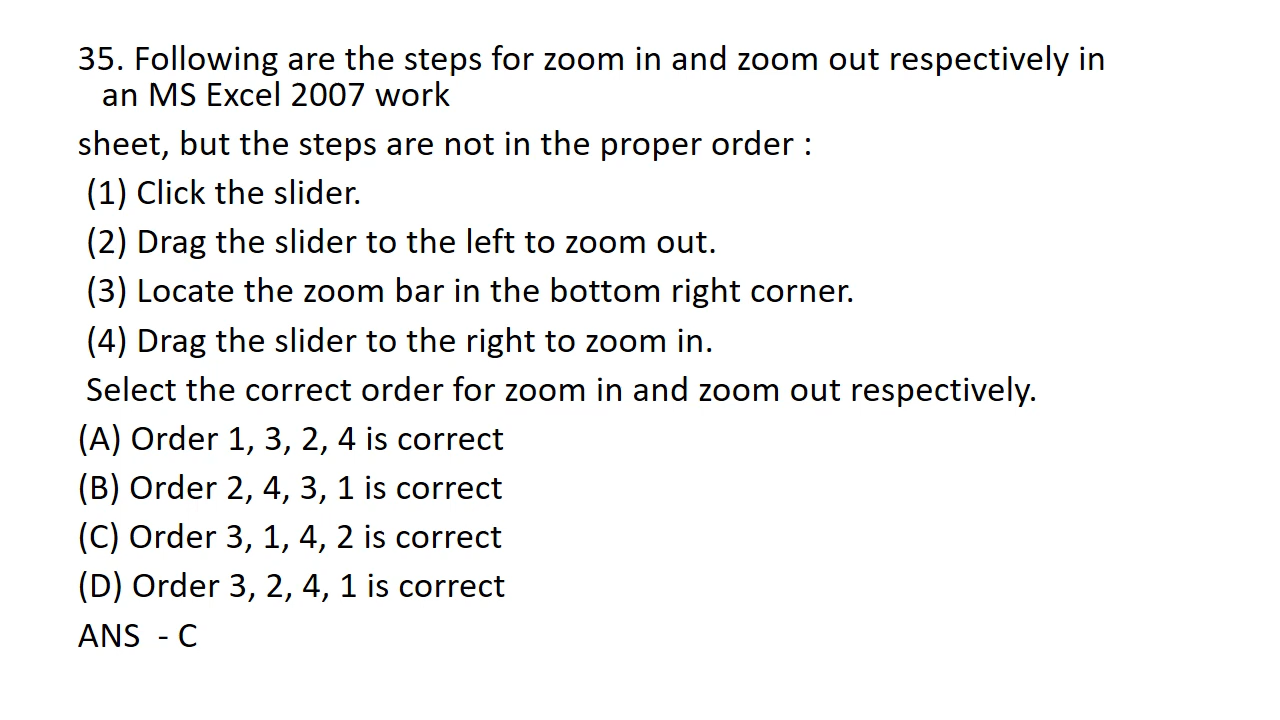 35. Following are the steps for zoom in and zoom out respectively in
an MS Excel 2007 work
sheet, but the steps are not in the proper order :
(1) Click the slider.
(2) Drag the slider to the left to zoom out.
(3) Locate the zoom bar in the bottom right corner.
(4) Drag the slider to the right to zoom in.
Select the correct order for zoom in and zoom out respectively.
(A) Order 1, 3, 2, 4 is correct
(B) Order 2, 4, 3, 1 is correct
(C) Order 3, 1, 4, 2 is correct
(D) Order 3, 2, 4, 1 is correct
ANS  - C